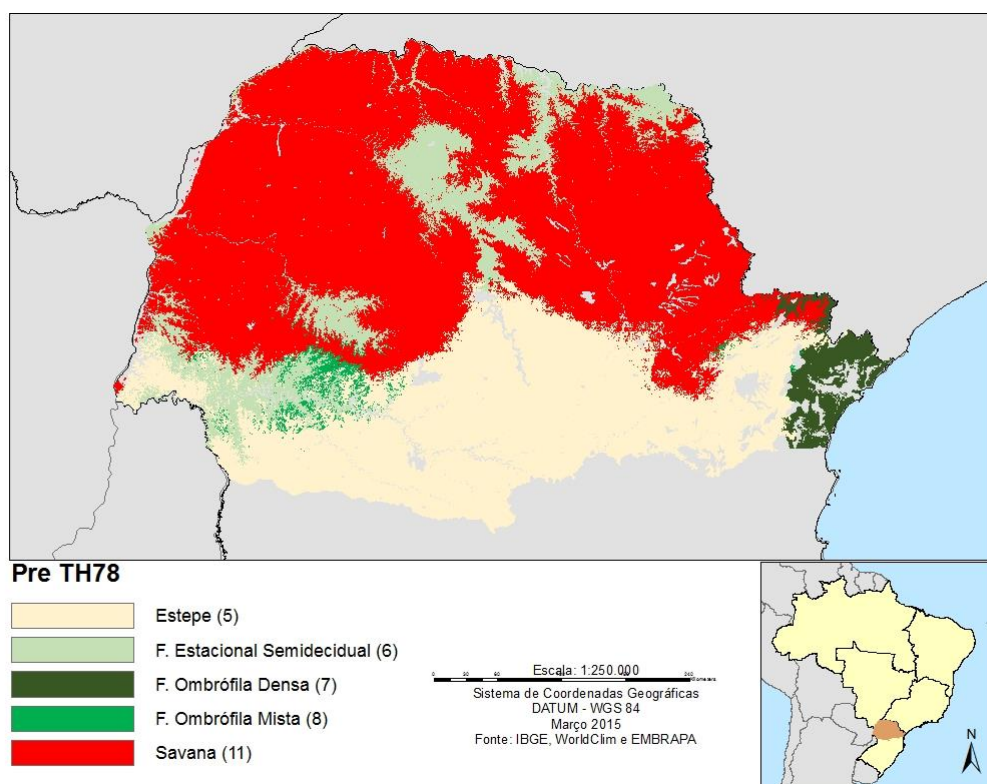 Pre TH78
Estepe (5)
F. Estacional Semidecidual (6)
F. Ombrófila Densa (7)
F. Ombrófila Mista (8)
Savana (11)
Escala: 1:250.000
Sistema de Coordenadas Geográficas
DATUM - WGS 84
Março 2015
Fonte: IBGE, WorldClim e EMBRAPA
N